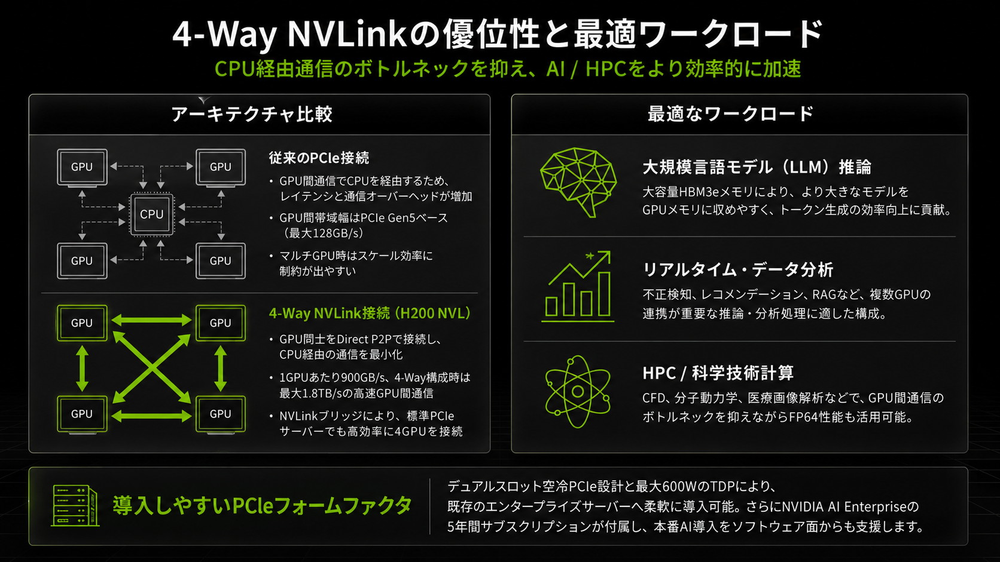 4-Way NVLinkの優位性と最適ワークロード
CPU経由通信のボトルネックを抑え、AI / HPCをより効率的に加速
アーキテクチャ比較
GPU
GPU
CPU
GPU
GPU
従来のPCIe接続
• GPU間通信でCPUを経由するため、
レイテンシと通信オーバーヘッドが増加
• GPU間帯域幅はPCIe Gen5ベース
（最大128GB/s）
• マルチGPU時はスケール効率に
制約が出やすい
GPU
GPU
GPU
GPU
4-Way NVLink接続（H200 NVL）
• GPU問士をDirect P2Pで接続し、
CPU経由の通信を最小化
• 1GPUあたり900GB/s、4-Way構成時は
最大1.8TB/sの高速GPU間通信
• NVLinkブリッジにより、標準PCIe
サーバーでも高効率に4GPUを接続
最適なワークロード
大規模言語モデル（LLM）推論
大容量HBM3eメモリにより、より大きなモデルを
GPUメモリに収めやすく、トークン生成の効率向上に貢献。
リアルタイム・データ分析
不正検知、レコメンデーション、RAGなど、複数GPUの
連携が重要な推論・分析処理に適した構成。
HPC / 科学技術計算
CFD、分子動力学、医療画像解析などで、GPU間通信の
ボトルネックを抑えながらFP64性能も活用可能。
導入しやすいPCIeフォームファクタ
デュアルスロット空冷PCIe設計と最大600WのTDPにより、
既存のエンタープライズサーバーへ柔軟に導入可能。さらにNVIDIA AI Enterpriseの
5年間サブスクリプションが付属し、本番AI導入をソフトウェア面からも支援します。